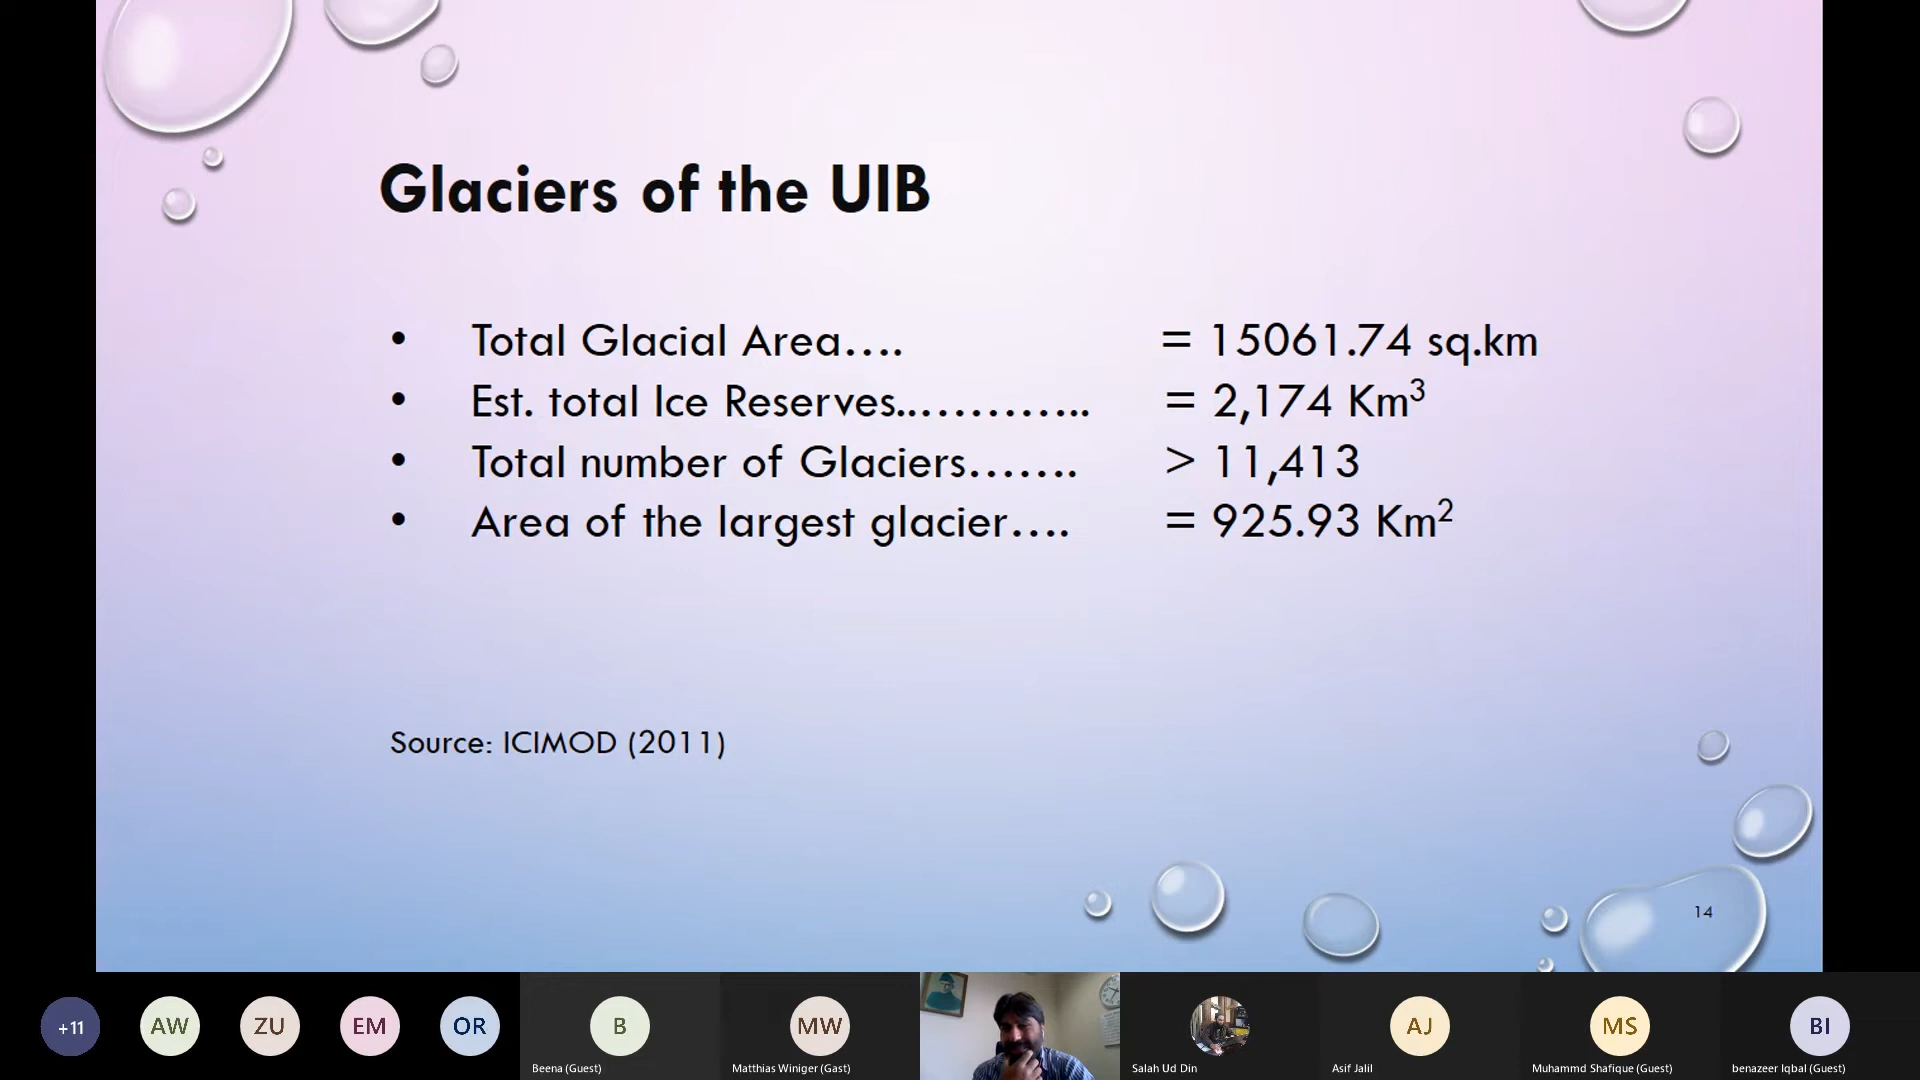 Glaciers of the UIB
• Total Glacial Area…. = 15061.74 sq.km
• Est. total Ice Reserves..……….. = 2,174 Km³
• Total number of Glaciers……. > 11,413
• Area of the largest glacier…. = 925.93 Km²
Source: ICIMOD (2011)
14
+11 AW ZU EM OR B MW AJ MS BI
Beena (Guest) Matthias Winiger (Gast) Salah Ud Din Asif Jalil Muhammd Shafique (Guest) benazeer Iqbal (Guest)